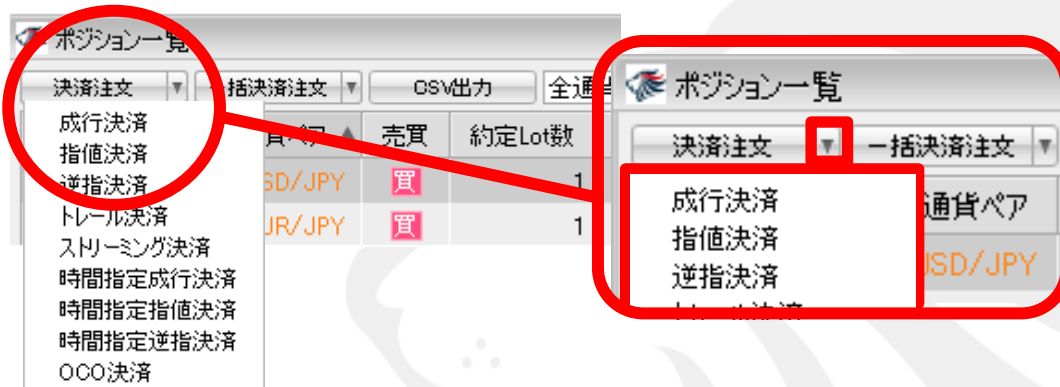 ポジション一覧
決済注文 ▼ 一括決済注文 ▼ CSV出力
貨ペア ▲ 売買 約定Lot数
SD/JPY 買 1
UR/JPY 買 1
成行決済
指値決済
逆指決済
トレール決済
ストリーミング決済
時間指定成行決済
時間指定指値決済
時間指定逆指決済
OCO決済
ポジション一覧
決済注文 ▼ 一括決済注文 ▼
通貨ペア
USD/JPY
成行決済
指値決済
逆指決済